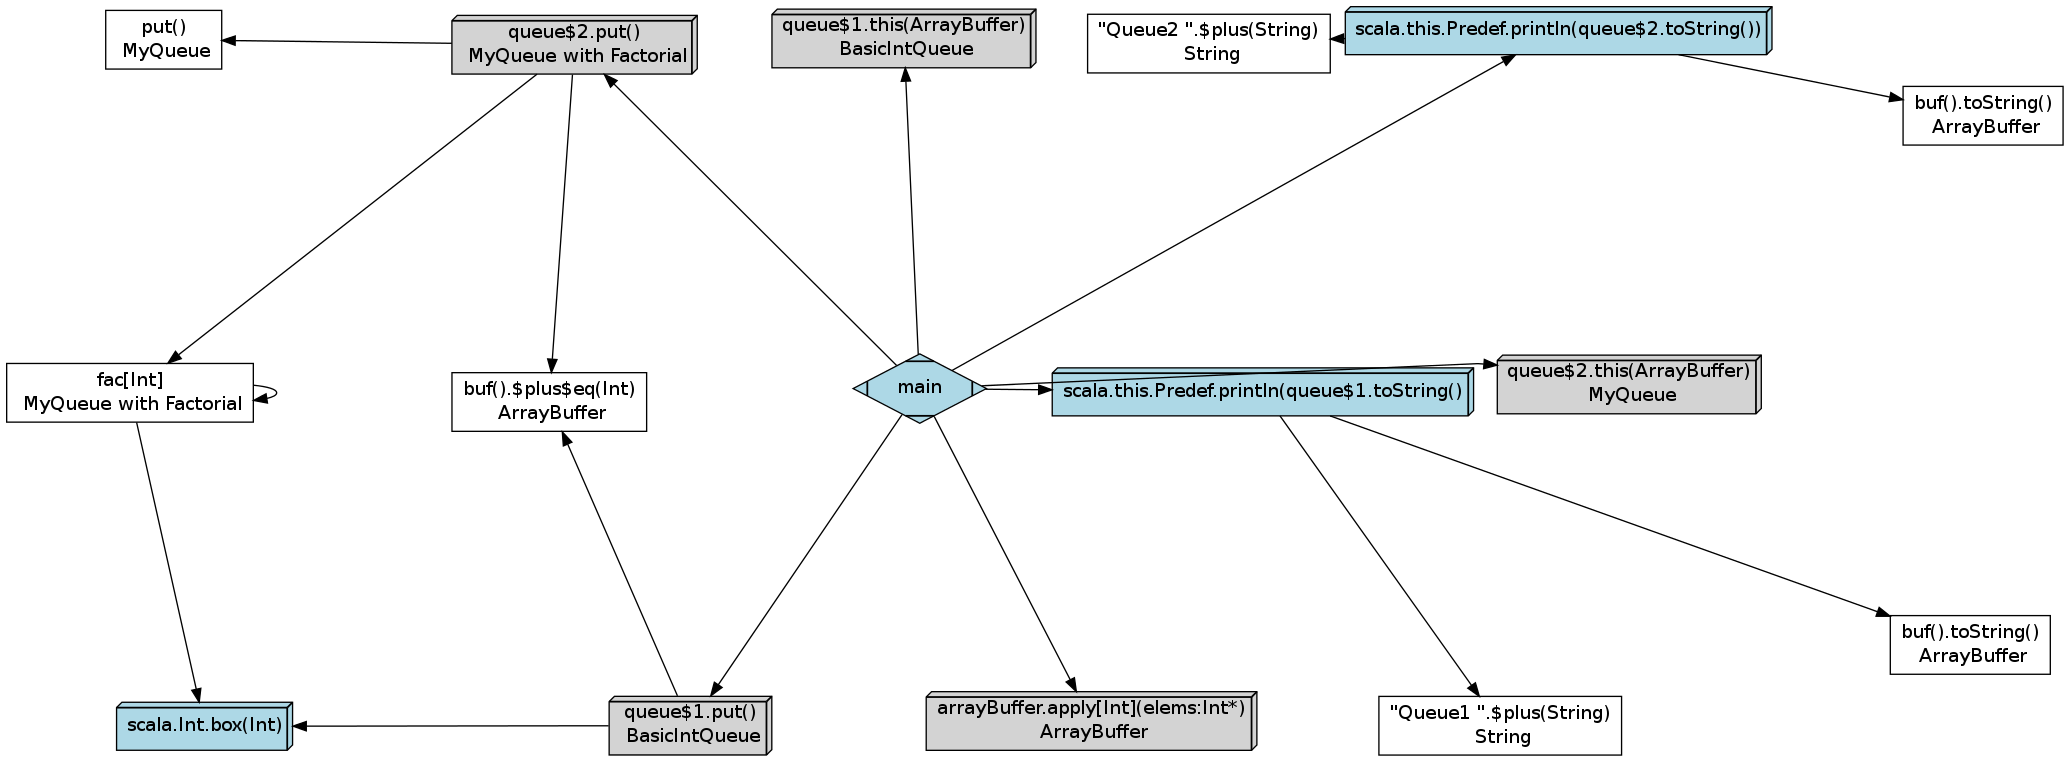 put()
MyQueue
queue$2.put()
MyQueue with Factorial
queue$1.this(ArrayBuffer)
BasicIntQueue
"Queue2 ".$plus(String)
String
scala.this.Predef.println(queue$2.toString())
buf().toString()
ArrayBuffer
fac[Int]
MyQueue with Factorial
buf().$plus$eq(Int)
ArrayBuffer
main
scala.this.Predef.println(queue$1.toString()
queue$2.this(ArrayBuffer)
MyQueue
buf().toString()
ArrayBuffer
scala.Int.box(Int)
queue$1.put()
BasicIntQueue
arrayBuffer.apply[Int](elems:Int*)
ArrayBuffer
"Queue1 ".$plus(String)
String